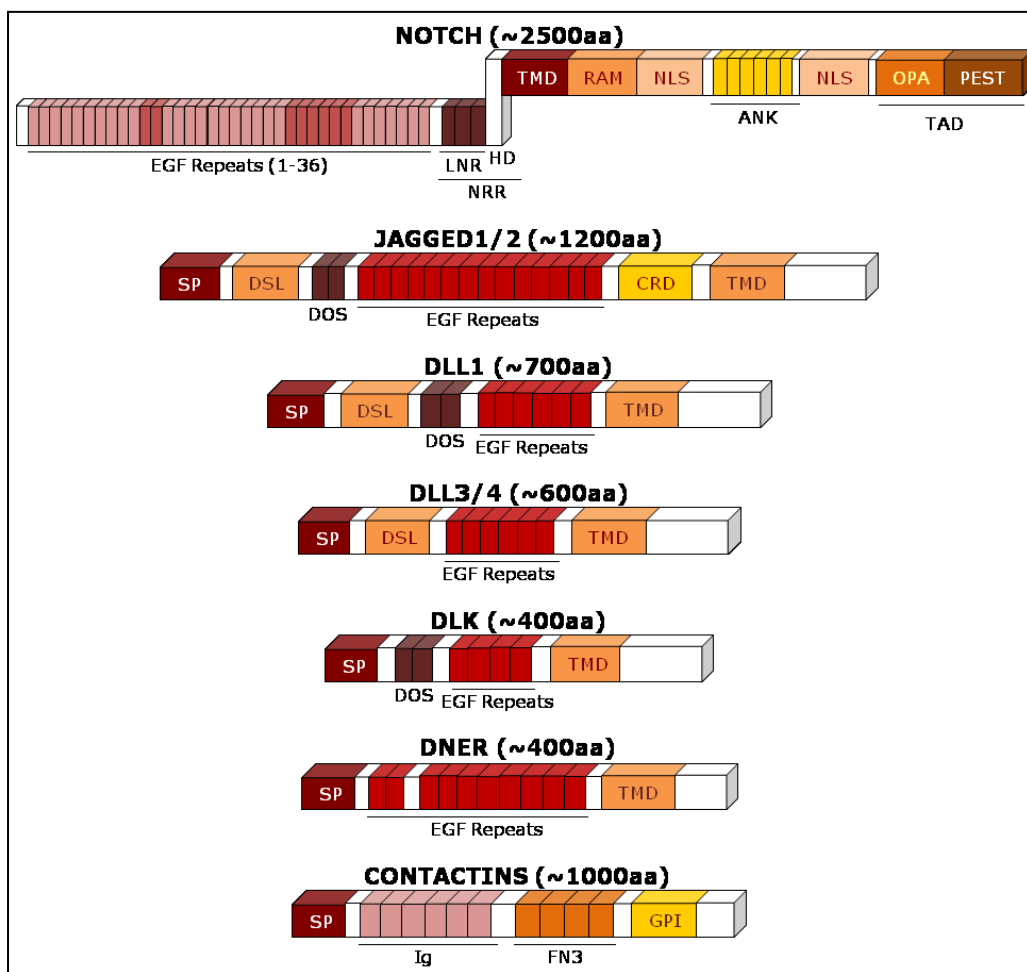 NOTCH (~2500aa)
TMD RAM NLS NLS OPA PEST
ANK TAD
EGF Repeats (1-36) LNR HD
NRR
JAGGED1/2 (~1200aa)
SP DSL CRD TMD
DOS EGF Repeats
DLL1 (~700aa)
SP DSL TMD
DOS EGF Repeats
DLL3/4 (~600aa)
SP DSL TMD
EGF Repeats
DLK (~400aa)
SP TMD
DOS EGF Repeats
DNER (~400aa)
SP TMD
EGF Repeats
CONTACTINS (~1000aa)
SP GPI
Ig FN3